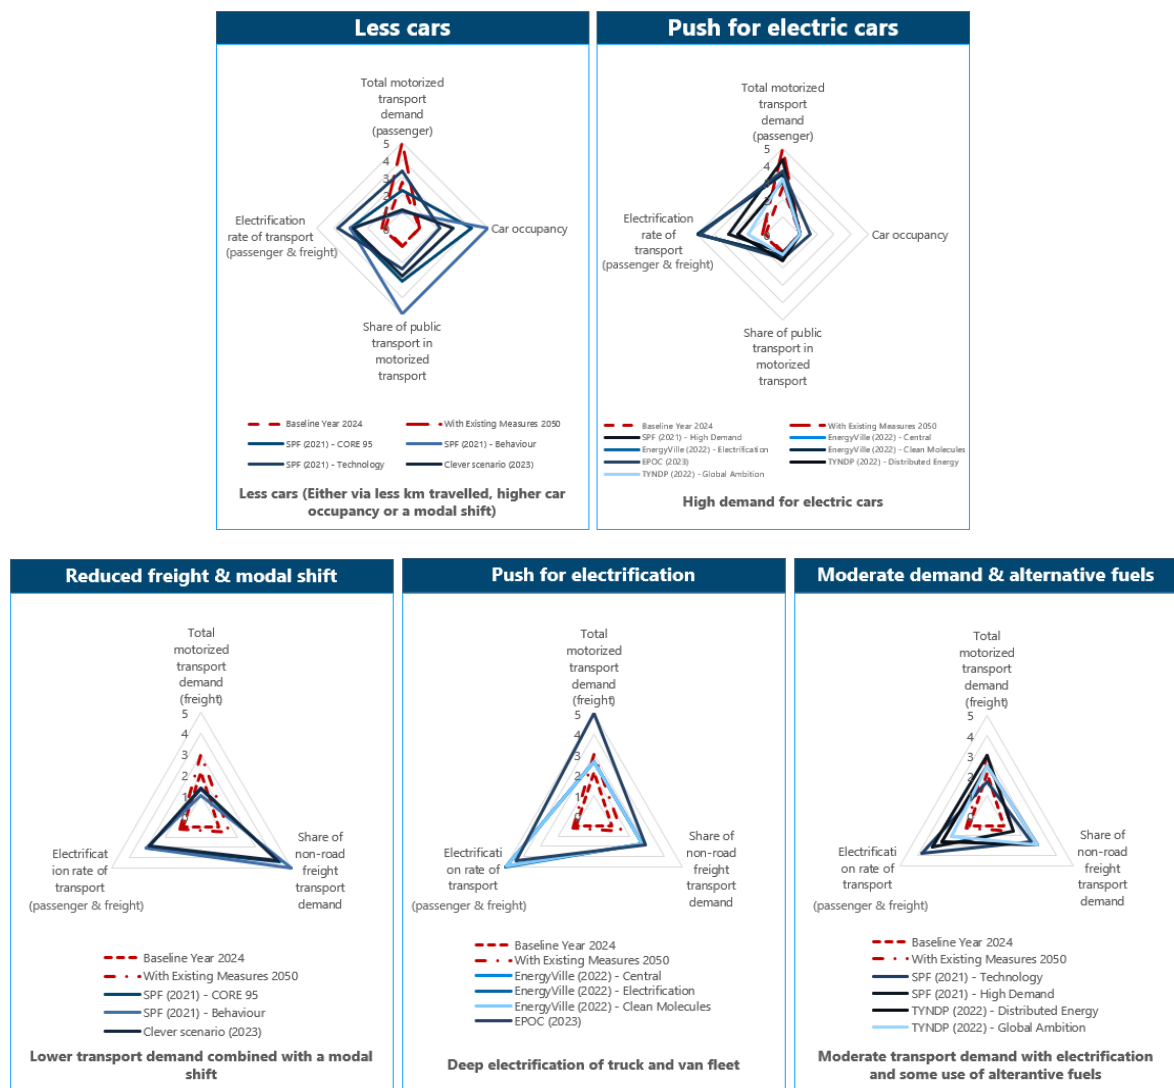 Less cars
Total motorized
transport
demand
(passenger)
5
4
3
2
0
Electrification
rate of transport
(passenger & freight)
Car occupancy
Share of public
transport in
motorized
transport
Baseline Year 2024
With Existing Measures 2050
SPF (2021) - CORE 95
SPF (2021) - Behaviour
SPF (2021) - Technology
Clever scenario (2023)
Less cars (Either via less km travelled, higher car
occupancy or a modal shift)
Push for electric cars
Total motorized
transport
demand
(passenger)
5
4
Electrification
rate of
transport
(passenger & freight)
Car occupancy
Share of public
transport in
motorized
transport
Baseline Year 2024
With Existing Measures 2050
SPF (2021) - High Demand
EnergyVille (2022) - Central
EnergyVille (2022) - Electrification
EnergyVille (2022) - Clean Molecules
EPOC (2023)
TYNDP (2022) - Distributed Energy
TYNDP (2022) - Global Ambition
High demand for electric cars
Reduced freight & modal shift
Total
motorized
transport
demand
(freight)
5
4
3
2
1
0
Electrificat
ion rate of
transport
(passenger & freight)
Share of
non-road
freight
transport
demand
Baseline Year 2024
With Existing Measures 2050
SPF (2021) - CORE 95
SPF (2021) - Behaviour
Clever scenario (2023)
Lower transport demand combined with a modal
shift
Push for electrification
Total
motorized
transport
demand
(freight)
5
4
3
2
1
0
Electrificati
on rate of
transport
(passenger & freight)
Share of
non-road
freight
transport
demand
Baseline Year 2024
With Existing Measures 2050
EnergyVille (2022) - Central
EnergyVille (2022) - Electrification
EnergyVille (2022) - Clean Molecules
EPOC (2023)
Deep electrification of truck and van fleet
Moderate demand & alternative fuels
Total
motorized
transport
demand
(freight)
5
4
3
2
1
0
Electrificati
on rate of
transport
(passenger & freight)
Share of
non-road
freight
transport
demand
Baseline Year 2024
With Existing Measures 2050
SPF (2021) - Technology
SPF (2021) - High Demand
TYNDP (2022) - Distributed Energy
TYNDP (2022) - Global Ambition
Moderate transport demand with electrification
and some use of alterantive fuels